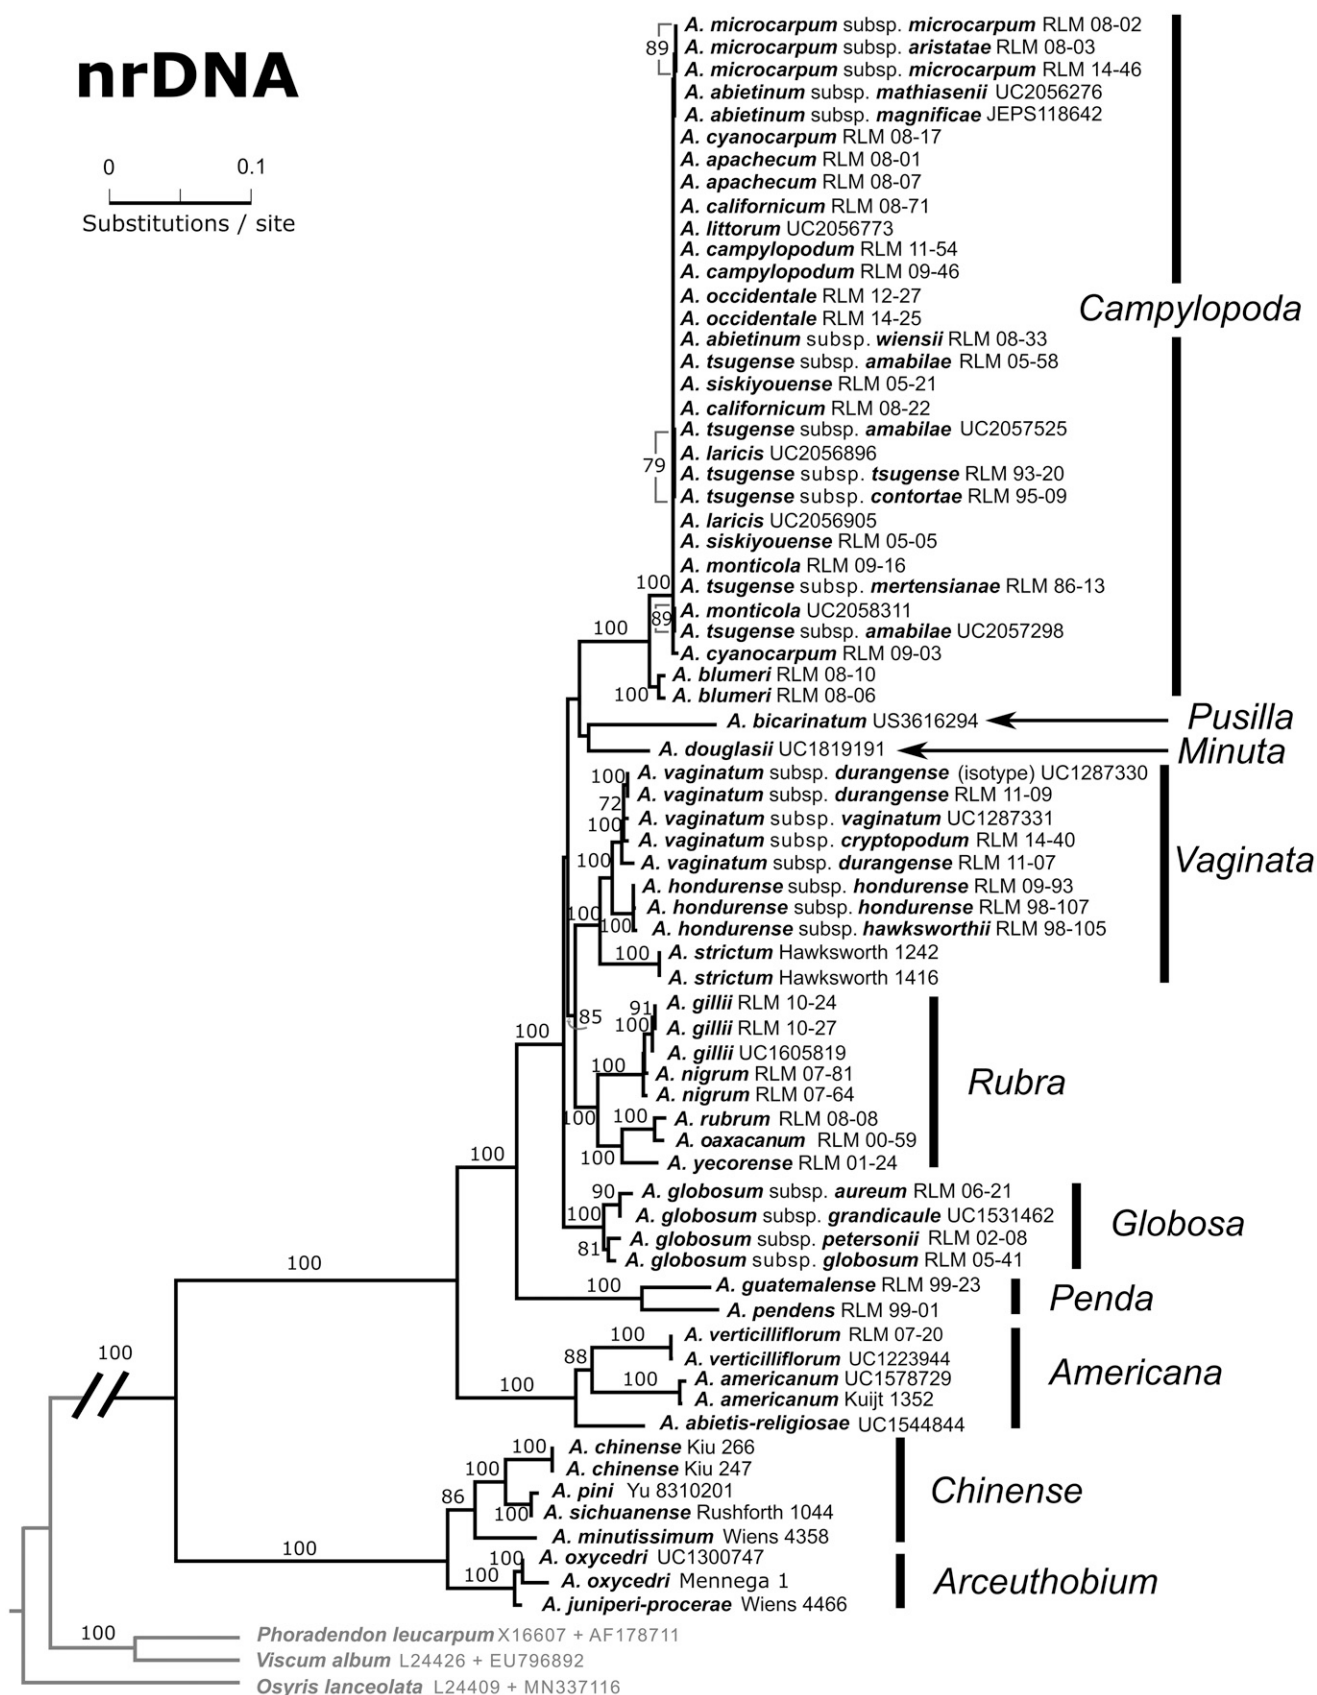 nrDNA
0 0.1
Substitutions / site
A. microcarpum subsp. microcarpum RLM 08-02
89
A. microcarpum subsp. aristatae RLM 08-03
A. microcarpum subsp. microcarpum RLM 14-46
A. abietinum subsp. mathiasenii UC2056276
A. abietinum subsp. magnificae JEPS118642
A. cyanocarpum RLM 08-17
A. apachecum RLM 08-01
A. apachecum RLM 08-07
A. californicum RLM 08-71
A. littorum UC2056773
A. campylopodum RLM 11-54
A. campylopodum RLM 09-46
A. occidentale RLM 12-27
Campylopoda
A. occidentale RLM 14-25
A. abietinum subsp. wiensii RLM 08-33
A. tsugense subsp. amabilae RLM 05-58
A. siskiyouense RLM 05-21
A. californicum RLM 08-22
A. tsugense subsp. amabilae UC2057525
A. laricis UC2056896
79
A. tsugense subsp. tsugense RLM 93-20
A. tsugense subsp. contortae RLM 95-09
A. laricis UC2056905
A. siskiyouense RLM 05-05
A. monticola RLM 09-16
100
A. tsugense subsp. mertensianae RLM 86-13
A. monticola UC2058311
89
100
A. tsugense subsp. amabilae UC2057298
A. cyanocarpum RLM 09-03
A. blumeri RLM 08-10
100
A. blumeri RLM 08-06
A. bicarinatum US3616294
Pusilla
A. douglasii UC1819191
Minuta
100
A. vaginatum subsp. durangense (isotype) UC1287330
A. vaginatum subsp. durangense RLM 11-09
72
A. vaginatum subsp. vaginatum UC1287331
100
A. vaginatum subsp. cryptopodum RLM 14-40
100
A. vaginatum subsp. durangense RLM 11-07
Vaginata
A. hondurense subsp. hondurense RLM 09-93
A. hondurense subsp. hondurense RLM 98-107
100
100
A. hondurense subsp. hawksworthii RLM 98-105
100
A. strictum Hawksworth 1242
A. strictum Hawksworth 1416
91
A. gillii RLM 10-24
85
100
A. gillii RLM 10-27
100
A. gillii UC1605819
100
A. nigrum RLM 07-81
Rubra
A. nigrum RLM 07-64
100
100
A. rubrum RLM 08-08
A. oaxacanum RLM 00-59
100
100
A. yecorense RLM 01-24
90
A. globosum subsp. aureum RLM 06-21
100
A. globosum subsp. grandicaule UC1531462
Globosa
A. globosum subsp. petersonii RLM 02-08
81
A. globosum subsp. globosum RLM 05-41
100
100
A. guatemalense RLM 99-23
Penda
A. pendens RLM 99-01
100
A. verticilliflorum RLM 07-20
100
88
A. verticilliflorum UC1223944
Americana
100
100
A. americanum UC1578729
A. americanum Kuijt 1352
A. abietis-religiosae UC1544844
100
A. chinense Kiu 266
100
A. chinense Kiu 247
86
A. pini Yu 8310201
Chinense
100
A. sichuanense Rushforth 1044
A. minutissimum Wiens 4358
100
100
A. oxycedri UC1300747
100
A. oxycedri Mennega 1
Arceuthobium
A. juniperi-procerae Wiens 4466
100
Phoradendon leucarpum X16607 + AF178711
Viscum album L24426 + EU796892
Osyris lanceolata L24409 + MN337116